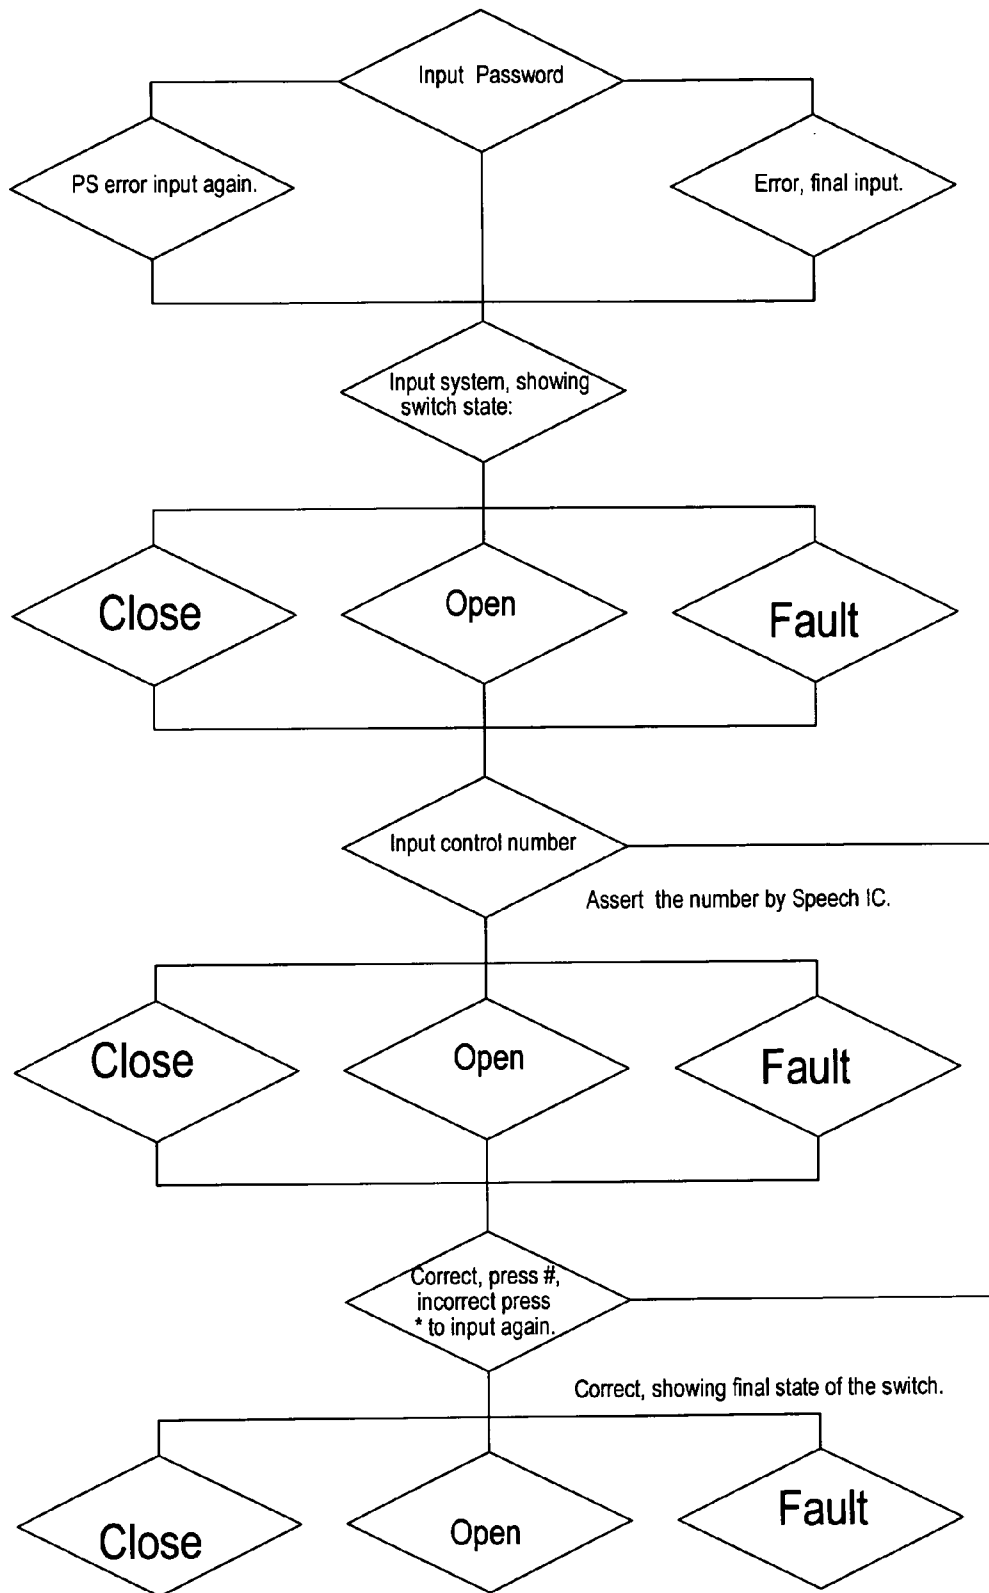 Input Password
PS error input again.
Error, final input.
Input system, showing
switch state:
Close
Open
Fault
Input control number
Assert the number by Speech IC.
Close
Open
Fault
Correct, press #,
incorrect press
* to input again.
Correct, showing final state of the switch.
Close
Open
Fault